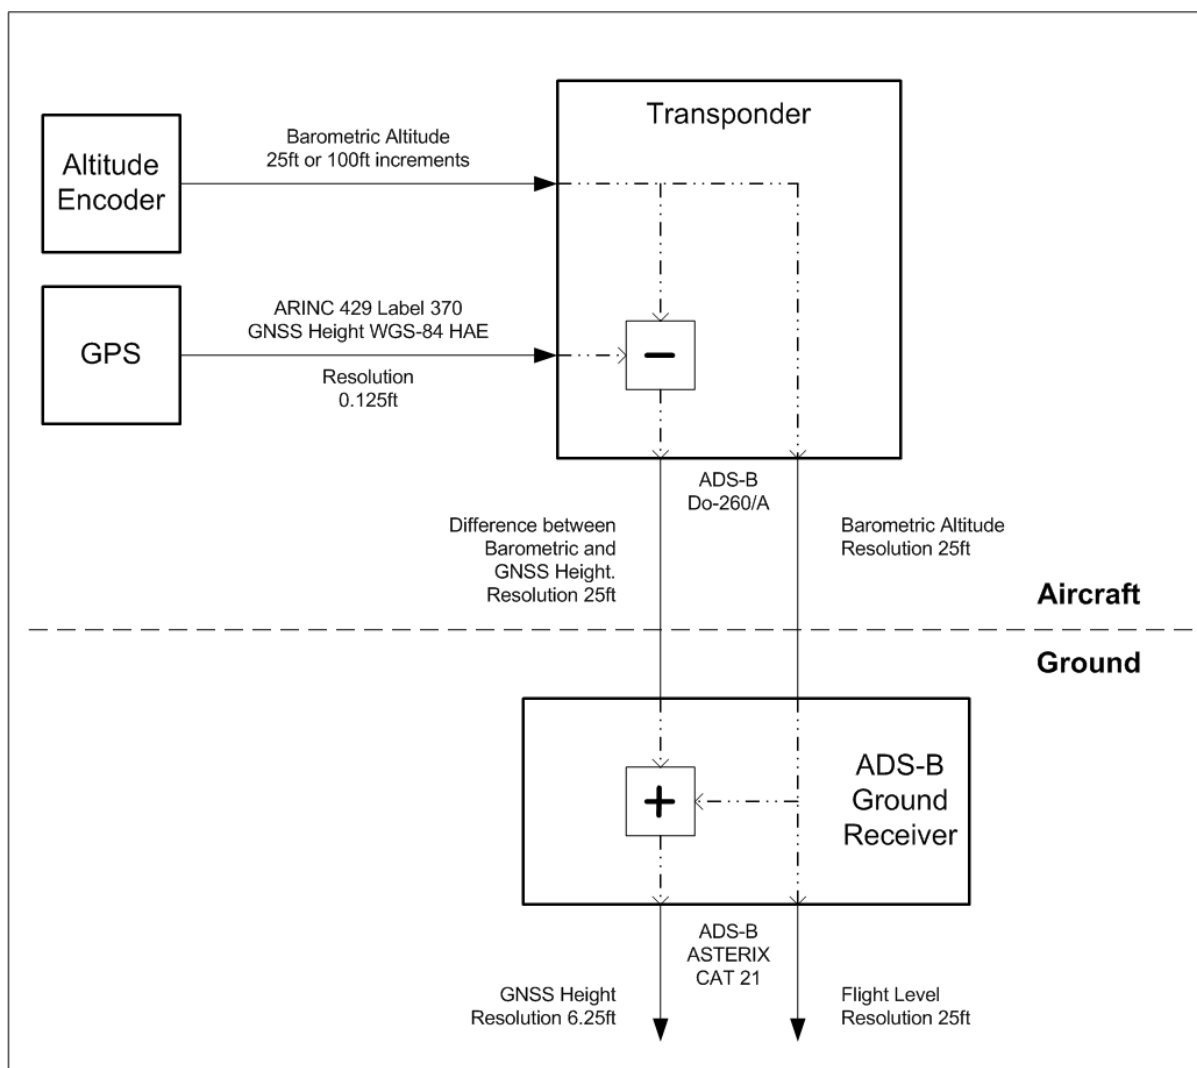 Transponder
Altitude
Encoder
Barometric Altitude
25ft or 100ft increments
GPS
ARINC 429 Label 370
GNSS Height WGS-84 HAE
Resolution
0.125ft
−
ADS-B
Do-260/A
Difference between
Barometric and
GNSS Height.
Resolution 25ft
Barometric Altitude
Resolution 25ft
Aircraft
Ground
+
ADS-B
Ground
Receiver
ADS-B
ASTERIX
CAT 21
GNSS Height
Resolution 6.25ft
Flight Level
Resolution 25ft